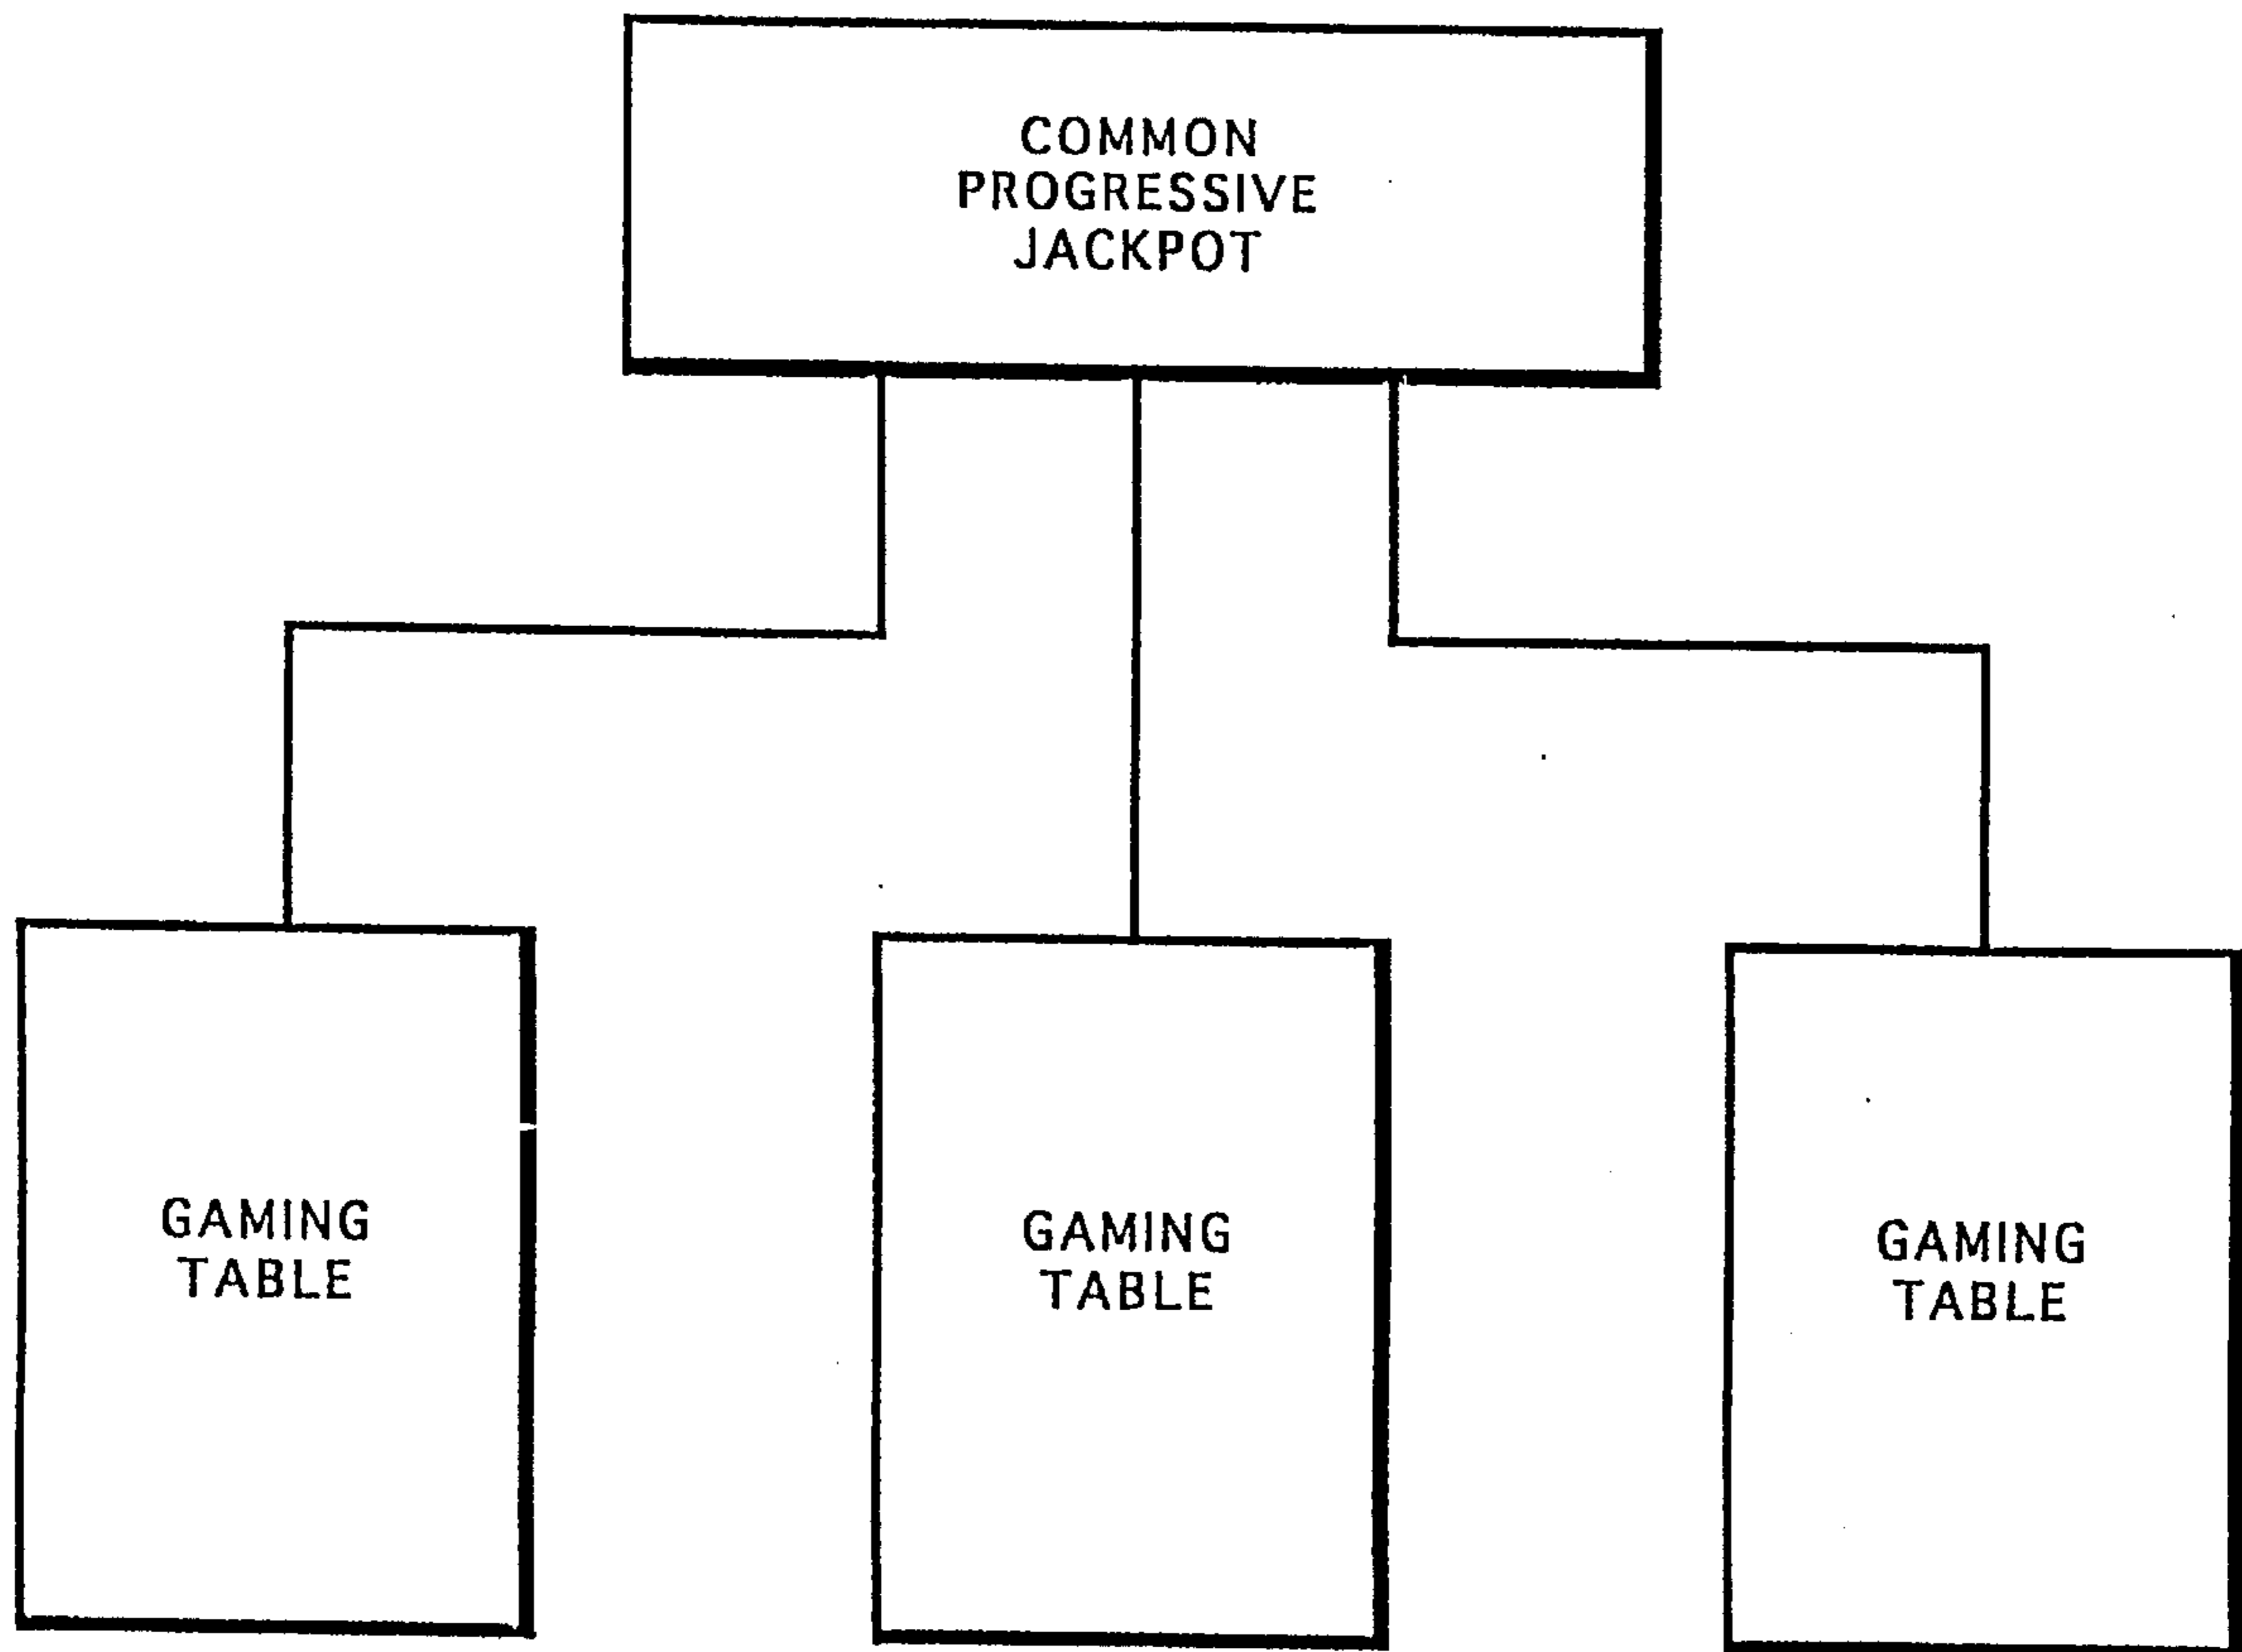 COMMON
PROGRESSIVE
JACKPOT
GAMING
TABLE
GAMING
TABLE
GAMING
TABLE